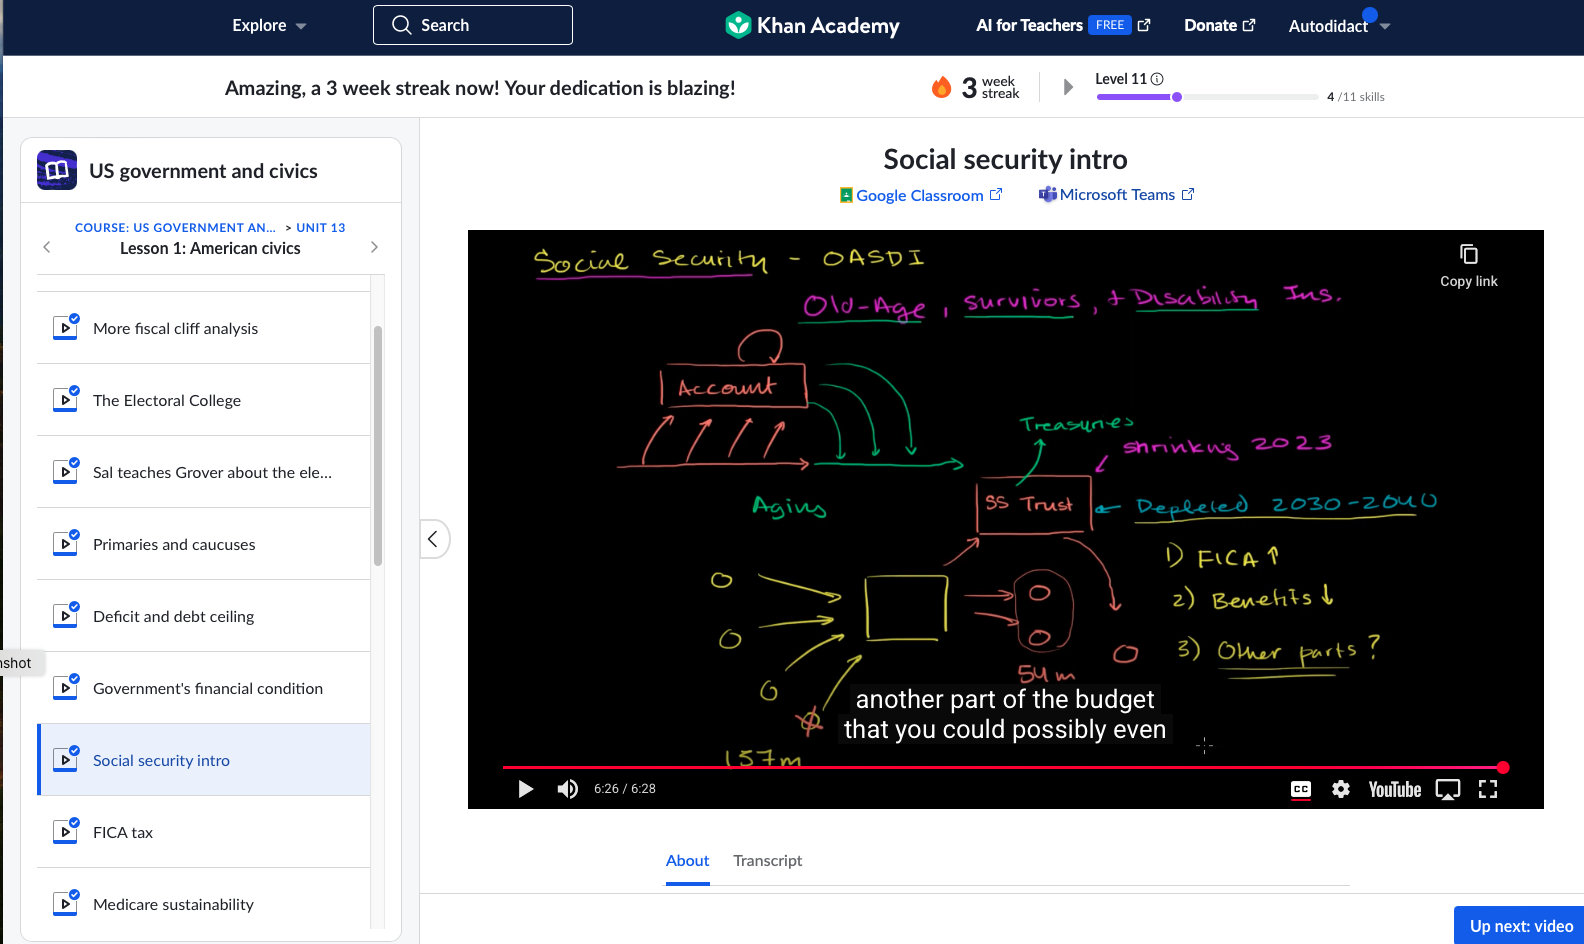 Explore
Search
Khan Academy
AI for Teachers FREE
Donate
Autodidact
Amazing, a 3 week streak now! Your dedication is blazing!
3 week streak
Level 11
4 /11 skills
US government and civics
COURSE: US GOVERNMENT AN... > UNIT 13
Lesson 1: American civics
More fiscal cliff analysis
The Electoral College
Sal teaches Grover about the ele...
Primaries and caucuses
Deficit and debt ceiling
nshot
Government's financial condition
Social security intro
FICA tax
Medicare sustainability
Social security intro
Google Classroom
Microsoft Teams
Social Security - OASDI
Copy link
Old-Age, Survivors, + Disability Ins.
Account
Treasuries
shrinking 2023
SS Trust
Depleted 2030-2040
Aging
1) FICA ↑
2) Benefits ↓
3) Other parts?
54m
another part of the budget
that you could possibly even
157m
6:26 / 6:28
CC
YouTube
About
Transcript
Up next: video